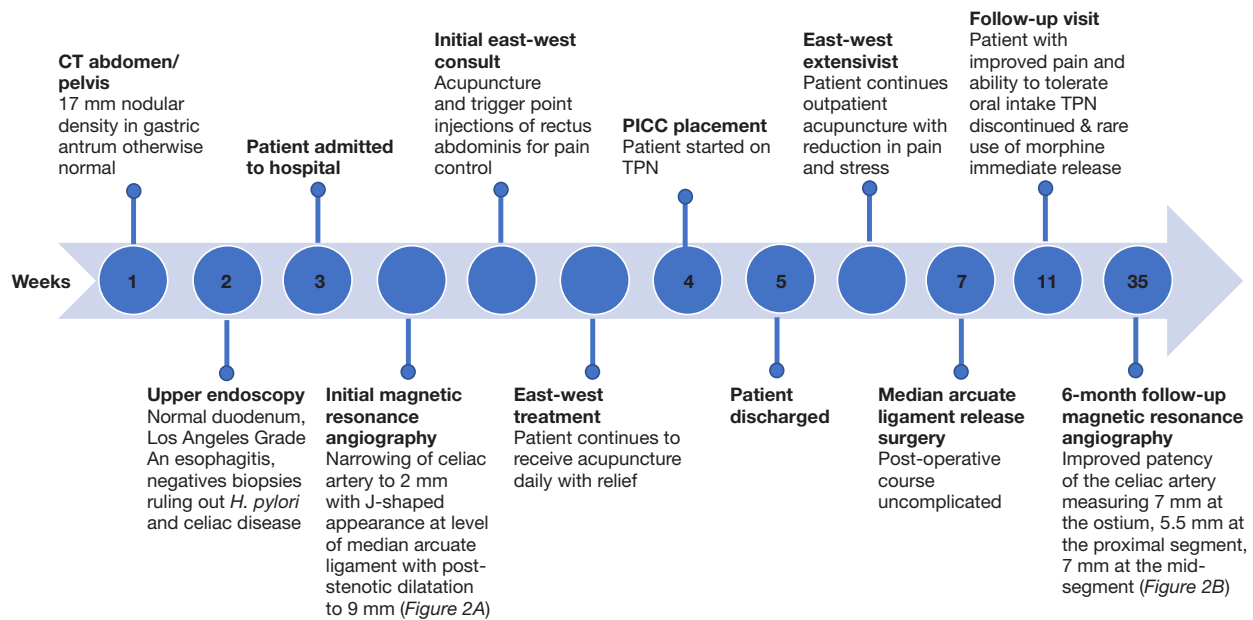 CT abdomen/
pelvis
17 mm nodular
density in gastric
antrum otherwise
normal
Patient admitted
to hospital
Initial east-west
consult
Acupuncture
and trigger point
injections of rectus
abdominis for pain
control
PICC placement
Patient started on
TPN
East-west
extensivist
Patient continues
outpatient
acupuncture with
reduction in pain
and stress
Follow-up visit
Patient with
improved pain and
ability to tolerate
oral intake TPN
discontinued & rare
use of morphine
immediate release
Weeks
1
2
3
4
5
7
11
35
Upper endoscopy
Normal duodenum,
Los Angeles Grade
An esophagitis,
negatives biopsies
ruling out H. pylori
and celiac disease
Initial magnetic
resonance
angiography
Narrowing of celiac
artery to 2 mm
with J-shaped
appearance at level
of median arcuate
ligament with post-
stenotic dilatation
to 9 mm (Figure 2A)
East-west
treatment
Patient continues to
receive acupuncture
daily with relief
Patient
discharged
Median arcuate
ligament release
surgery
Post-operative
course
uncomplicated
6-month follow-up
magnetic resonance
angiography
Improved patency
of the celiac artery
measuring 7 mm at
the ostium, 5.5 mm at
the proximal segment,
7 mm at the mid-
segment (Figure 2B)